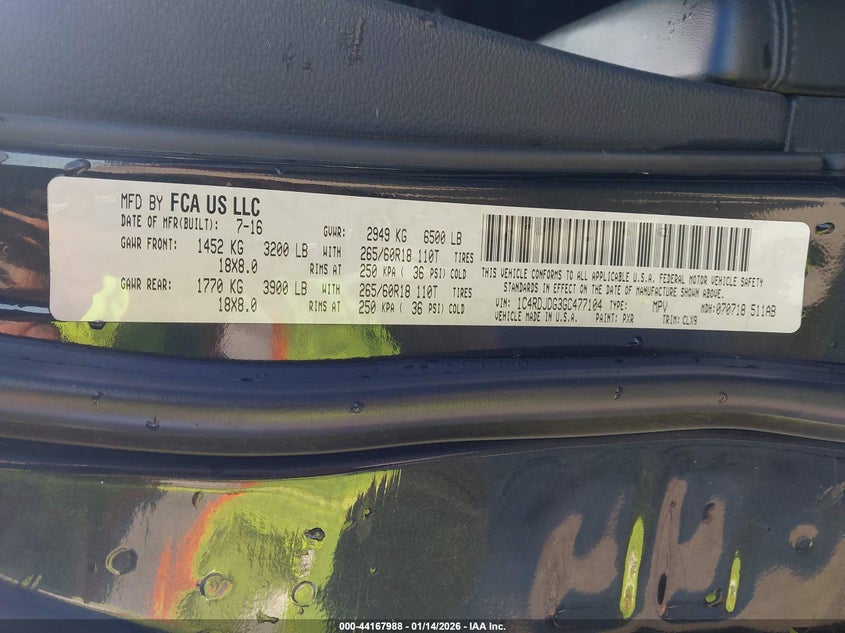 MFD BY FCA US LLC
DATE OF MFR(BUILT): 7-16 GVWR: 2949 KG 6500 LB
GAWR FRONT: 1452 KG 3200 LB WITH 265/60R18 110T TIRES
18X8.0 RIMS AT 250 KPA ( 36 PSI) COLD
GAWR REAR: 1770 KG 3900 LB WITH 265/60R18 110T TIRES
18X8.0 RIMS AT 250 KPA ( 36 PSI) COLD
THIS VEHICLE CONFORMS TO ALL APPLICABLE U.S.A. FEDERAL MOTOR VEHICLE SAFETY
STANDARDS IN EFFECT ON THE DATE OF MANUFACTURE SHOWN ABOVE.
VIN: 1C4RDJDG3GC477104 TYPE: MPV MDH: 070718 511AB
MADE IN U.S.A. PAINT: PXR TRIM: CLX9
000-44167988 - 01/14/2026 - IAA Inc.